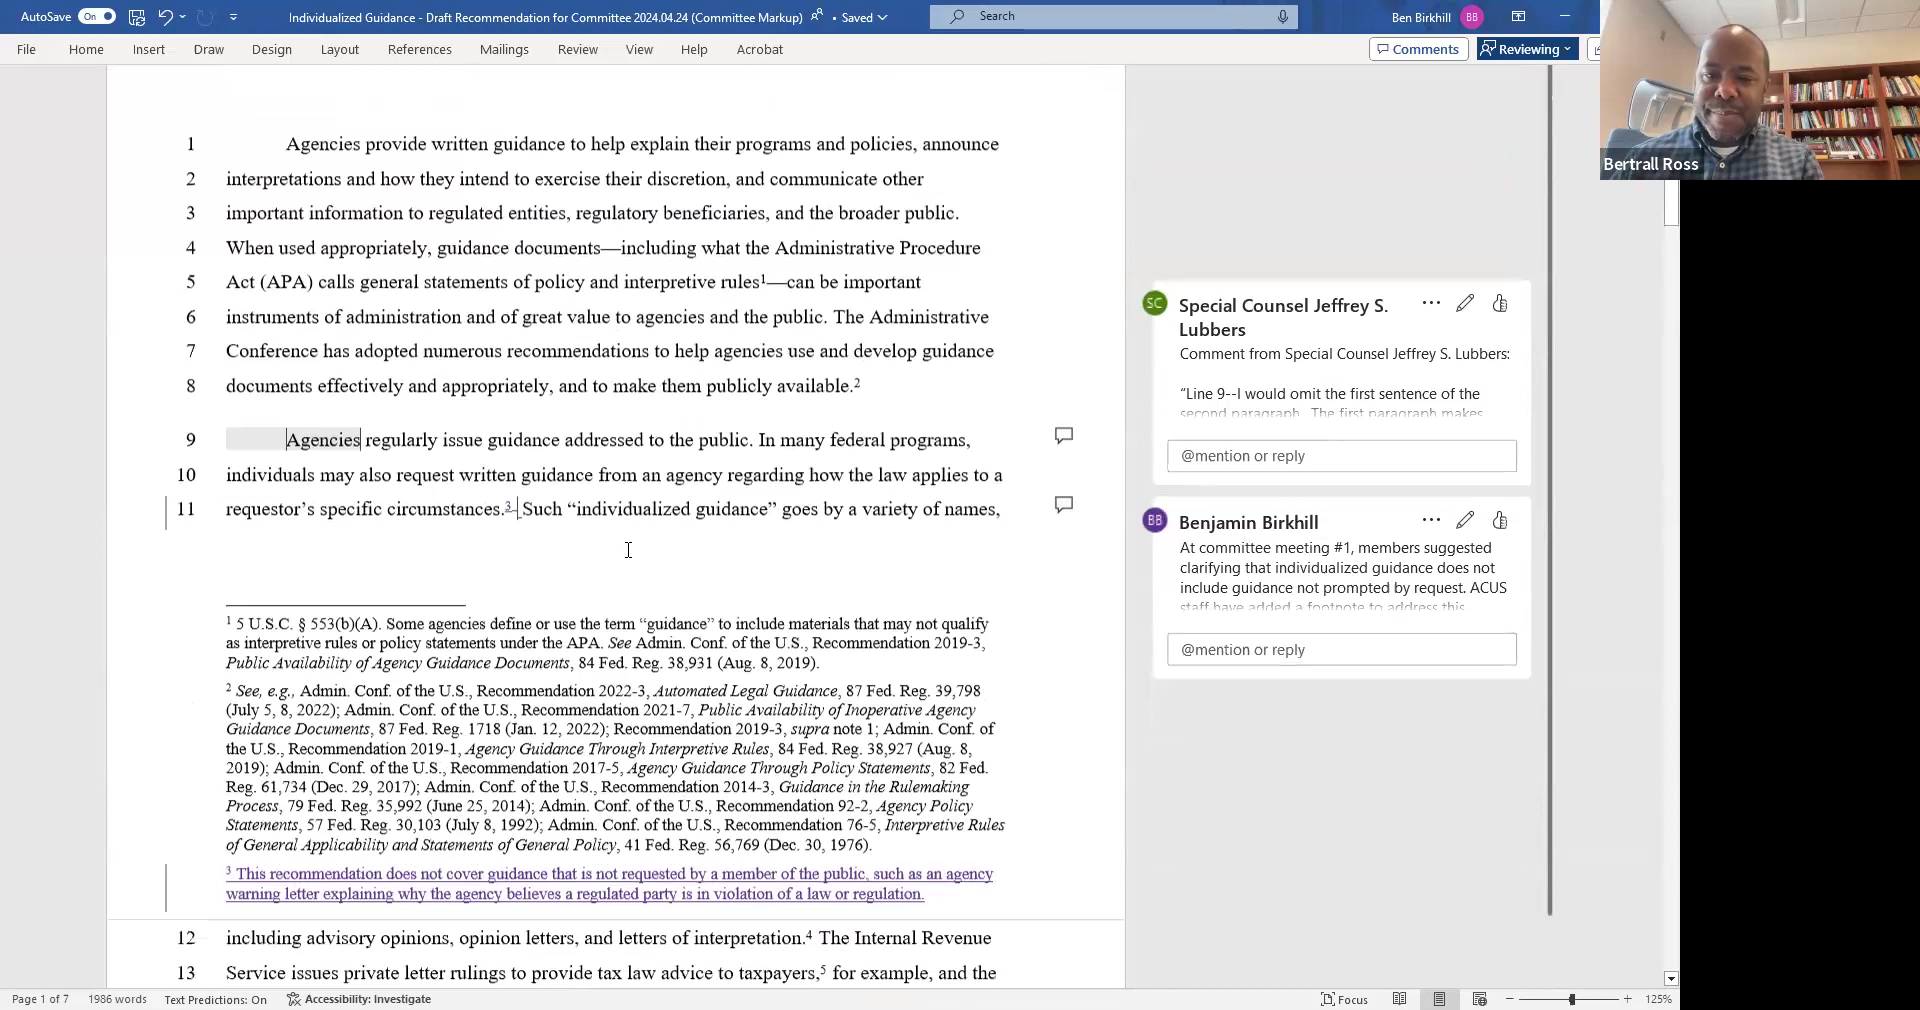 AutoSave On Individualized Guidance - Draft Recommendation for Committee 2024.04.24 (Committee Markup) • Saved Search Ben Birkhill BB
File Home Insert Draw Design Layout References Mailings Review View Help Acrobat Comments Reviewing
Bertrall Ross
1 Agencies provide written guidance to help explain their programs and policies, announce
2 interpretations and how they intend to exercise their discretion, and communicate other
3 important information to regulated entities, regulatory beneficiaries, and the broader public.
4 When used appropriately, guidance documents—including what the Administrative Procedure
5 Act (APA) calls general statements of policy and interpretive rules1—can be important
6 instruments of administration and of great value to agencies and the public. The Administrative
7 Conference has adopted numerous recommendations to help agencies use and develop guidance
8 documents effectively and appropriately, and to make them publicly available.2
9 Agencies regularly issue guidance addressed to the public. In many federal programs,
10 individuals may also request written guidance from an agency regarding how the law applies to a
11 requestor's specific circumstances.3 Such “individualized guidance” goes by a variety of names,
1 5 U.S.C. § 553(b)(A). Some agencies define or use the term “guidance” to include materials that may not qualify
as interpretive rules or policy statements under the APA. See Admin. Conf. of the U.S., Recommendation 2019-3,
Public Availability of Agency Guidance Documents, 84 Fed. Reg. 38,931 (Aug. 8, 2019).
2 See, e.g., Admin. Conf. of the U.S., Recommendation 2022-3, Automated Legal Guidance, 87 Fed. Reg. 39,798
(July 5, 8, 2022); Admin. Conf. of the U.S., Recommendation 2021-7, Public Availability of Inoperative Agency
Guidance Documents, 87 Fed. Reg. 1718 (Jan. 12, 2022); Recommendation 2019-3, supra note 1; Admin. Conf. of
the U.S., Recommendation 2019-1, Agency Guidance Through Interpretive Rules, 84 Fed. Reg. 38,927 (Aug. 8,
2019); Admin. Conf. of the U.S., Recommendation 2017-5, Agency Guidance Through Policy Statements, 82 Fed.
Reg. 61,734 (Dec. 29, 2017); Admin. Conf. of the U.S., Recommendation 2014-3, Guidance in the Rulemaking
Process, 79 Fed. Reg. 35,992 (June 25, 2014); Admin. Conf. of the U.S., Recommendation 92-2, Agency Policy
Statements, 57 Fed. Reg. 30,103 (July 8, 1992); Admin. Conf. of the U.S., Recommendation 76-5, Interpretive Rules
of General Applicability and Statements of General Policy, 41 Fed. Reg. 56,769 (Dec. 30, 1976).
3 This recommendation does not cover guidance that is not requested by a member of the public, such as an agency
warning letter explaining why the agency believes a regulated party is in violation of a law or regulation.
12 including advisory opinions, opinion letters, and letters of interpretation.4 The Internal Revenue
13 Service issues private letter rulings to provide tax law advice to taxpayers,5 for example, and the
SC Special Counsel Jeffrey S.
Lubbers
Comment from Special Counsel Jeffrey S. Lubbers:
“Line 9--I would omit the first sentence of the
second paragraph. The first paragraph makes
@mention or reply
BB Benjamin Birkhill
At committee meeting #1, members suggested
clarifying that individualized guidance does not
include guidance not prompted by request. ACUS
staff have added a footnote to address this.
@mention or reply
Page 1 of 7 1986 words Text Predictions: On Accessibility: Investigate Focus 125%